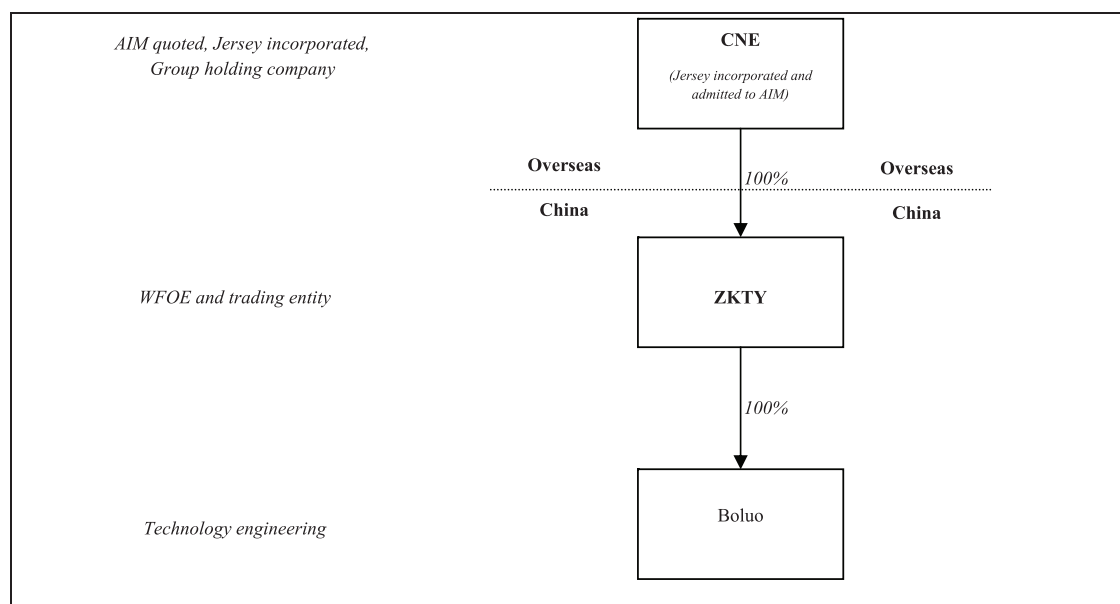 AIM quoted, Jersey incorporated,
Group holding company
CNE
(Jersey incorporated and
admitted to AIM)
Overseas
100%
Overseas
China
China
WFOE and trading entity
ZKTY
100%
Technology engineering
Boluo